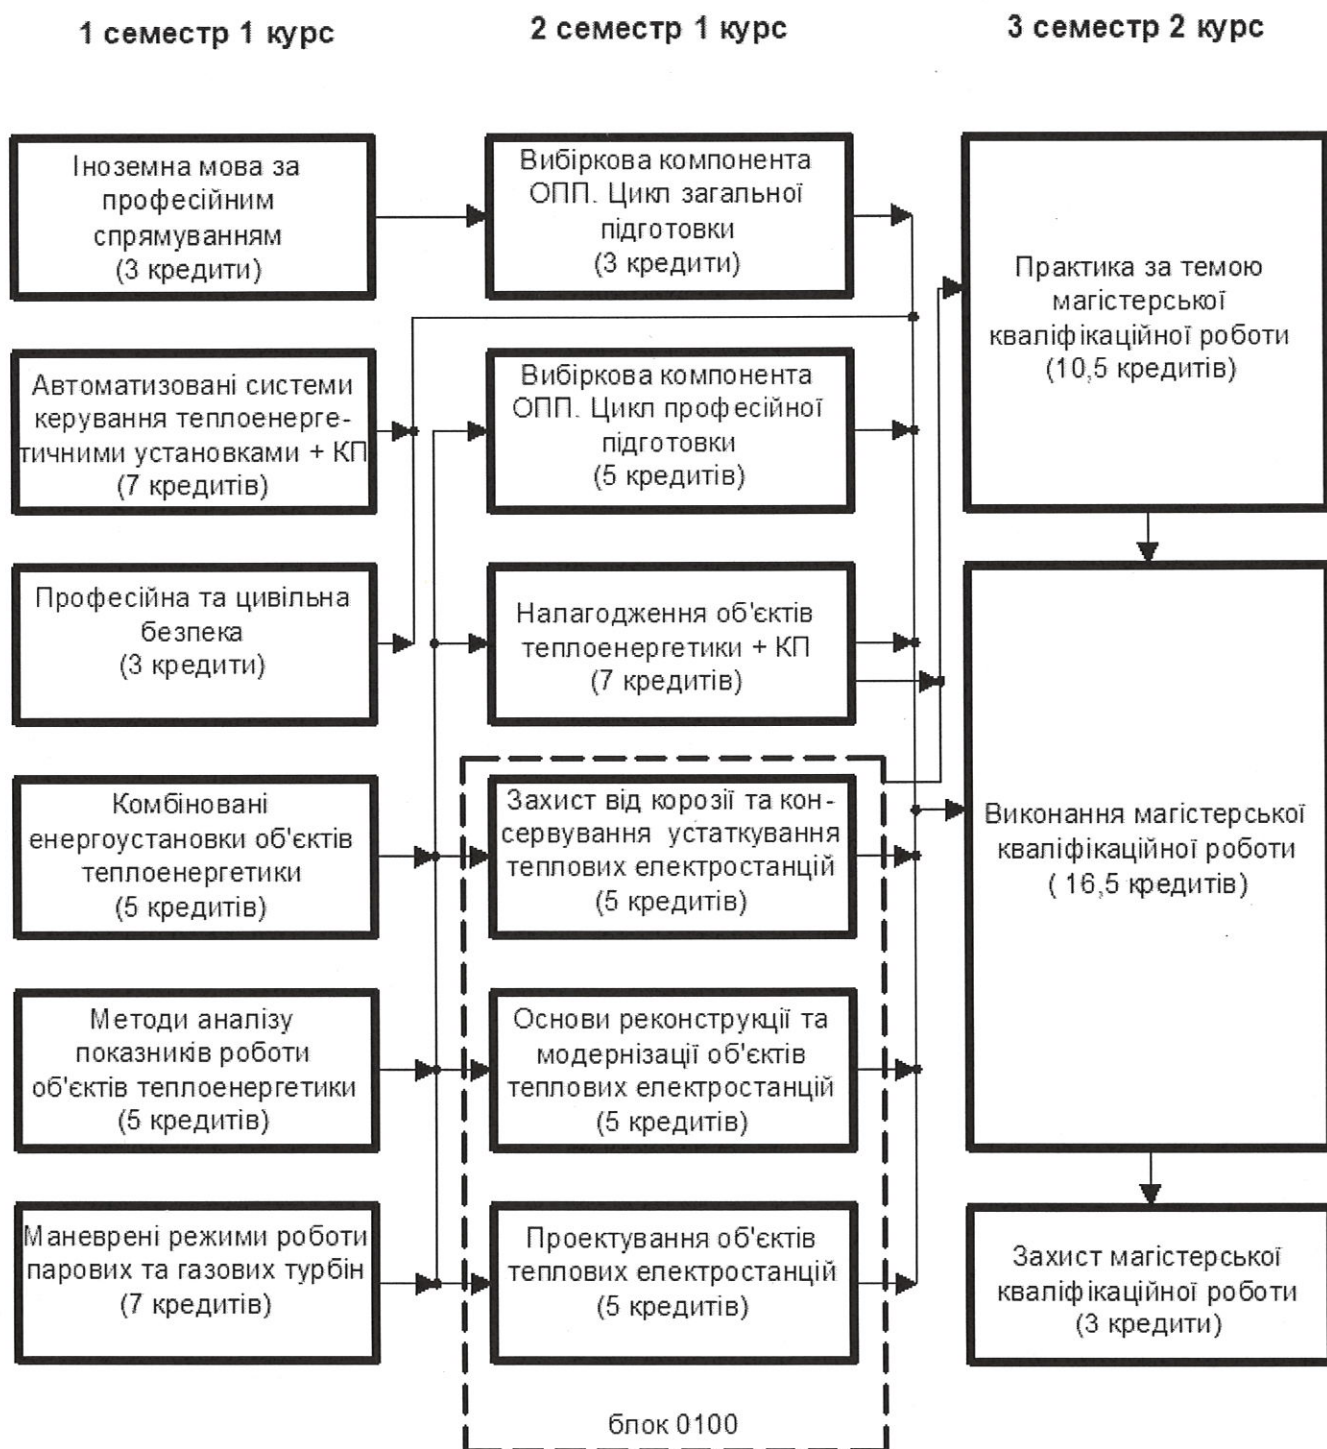 1 семестр 1 курс
2 семестр 1 курс
3 семестр 2 курс
Іноземна мова за
професійним
спрямуванням
(3 кредити)
Вибіркова компонента
ОПП. Цикл загальної
підготовки
(3 кредити)
Практика за темою
магістерської
кваліфікаційної роботи
(10,5 кредитів)
Автоматизовані системи
керування теплоенерге-
тичними установками + КП
(7 кредитів)
Вибіркова компонента
ОПП. Цикл професійної
підготовки
(5 кредитів)
Професійна та цивільна
безпека
(3 кредити)
Налагодження об'єктів
теплоенергетики + КП
(7 кредитів)
Комбіновані
енергоустановки об'єктів
теплоенергетики
(5 кредитів)
Захист від корозії та кон-
сервування устаткування
теплових електростанцій
(5 кредитів)
Виконання магістерської
кваліфікаційної роботи
( 16,5 кредитів)
Методи аналізу
показників роботи
об'єктів теплоенергетики
(5 кредитів)
Основи реконструкції та
модернізації об'єктів
теплових електростанцій
(5 кредитів)
Маневрені режими роботи
парових та газових турбін
(7 кредитів)
Проектування об'єктів
теплових електростанцій
(5 кредитів)
Захист магістерської
кваліфікаційної роботи
(3 кредити)
блок 0100